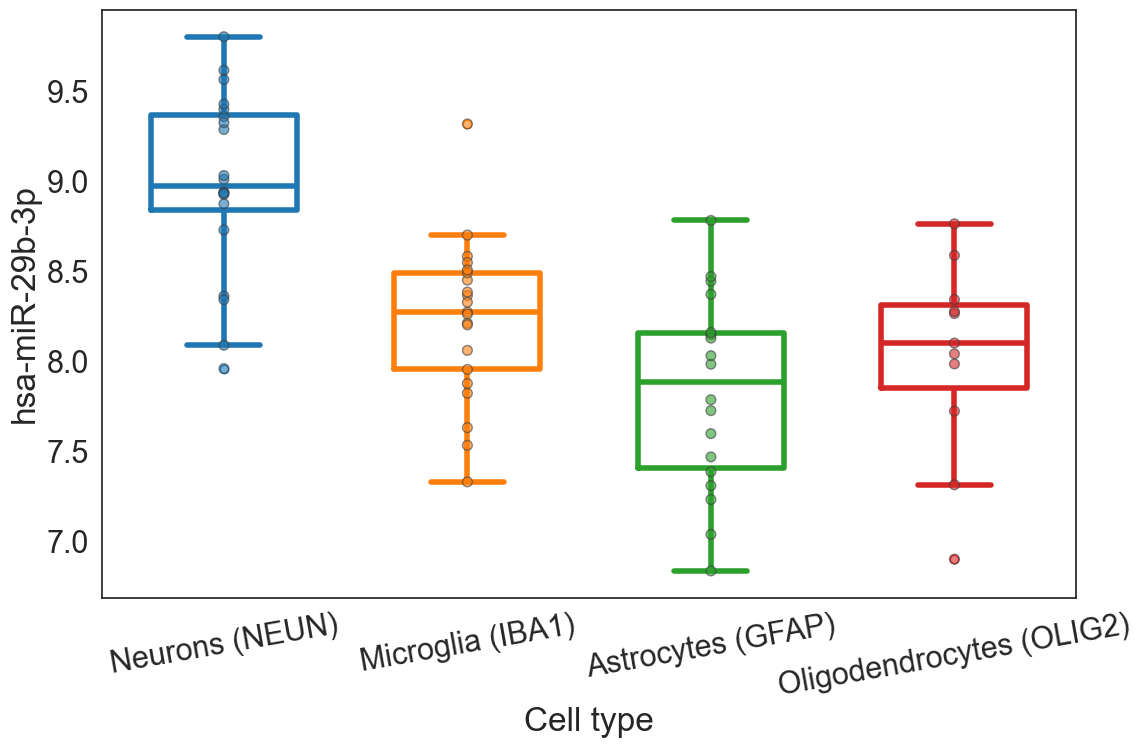 hsa-miR-29b-3p
9.5
9.0
8.5
8.0
7.5
7.0
Neurons (NEUN)
Microglia (IBA1)
Astrocytes (GFAP)
Oligodendrocytes (OLIG2)
Cell type